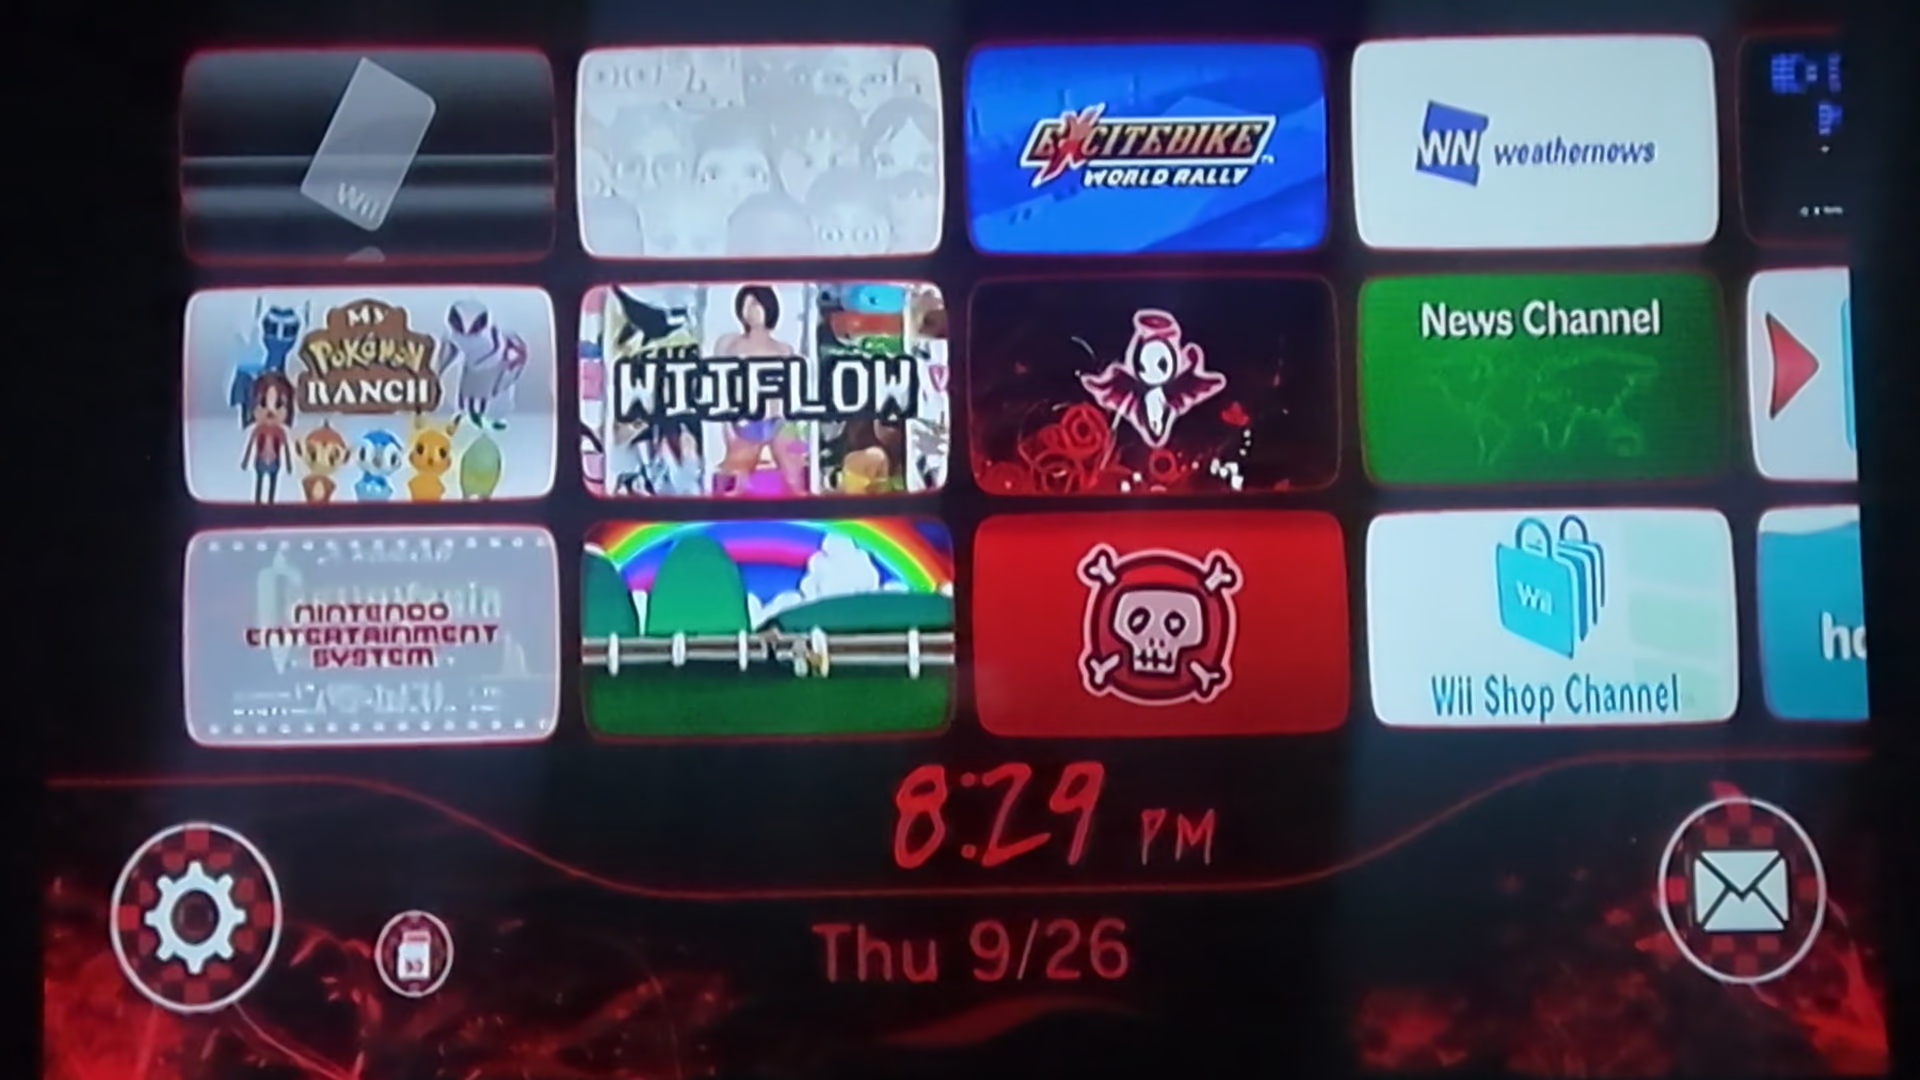 Wii
EXCITEBIKE
WORLD RALLY
WN weathernews
MY
POKéMON
RANCH
WIIFLOW
News Channel
NINTENDO
ENTERTAINMENT
SYSTEM
Wii
Wii Shop Channel
8:29 PM
Thu 9/26